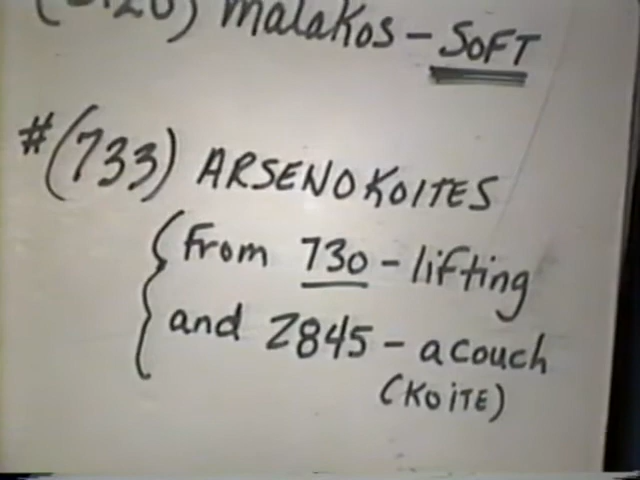 malakos - SOFT
#(733) ARSENOKOITES
From 730 - lifting
and 2845 - a couch
(KOITE)